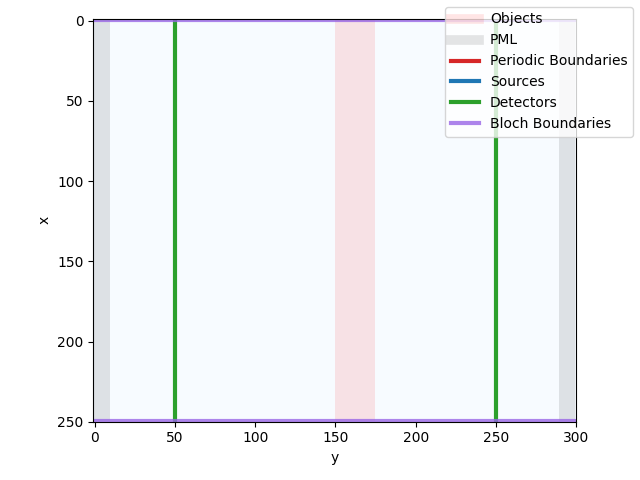 Objects
PML
Periodic Boundaries
Sources
Detectors
Bloch Boundaries
0
50
100
150
200
250
x
0
50
100
150
200
250
300
y